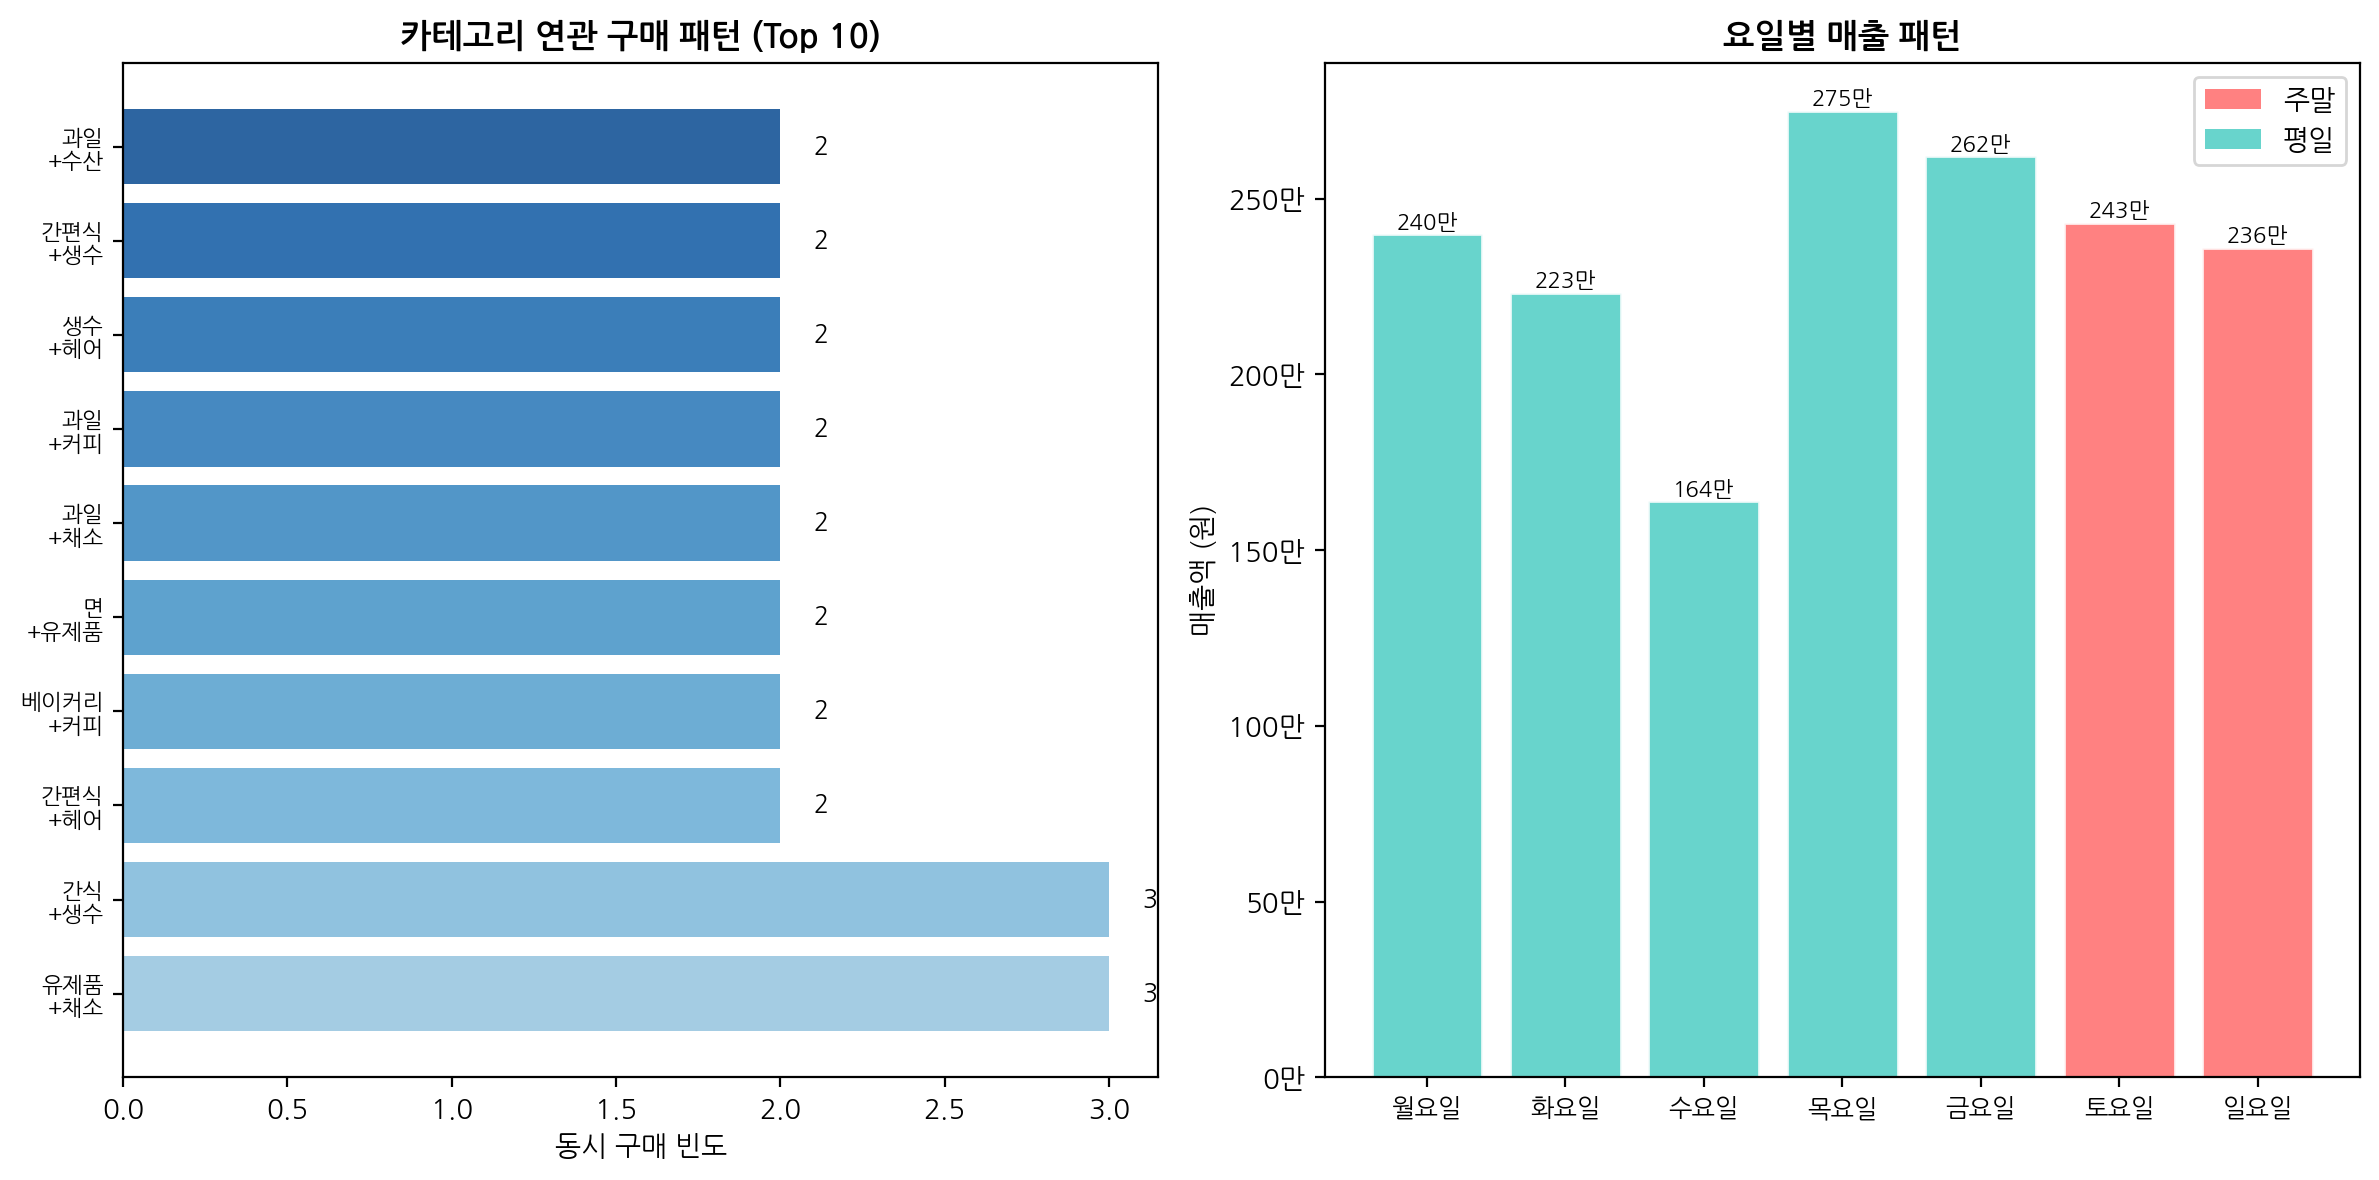 카테고리 연관 구매 패턴 (Top 10)
과일
+수산
2
간편식
+생수
2
생수
+헤어
2
과일
+커피
2
과일
+채소
2
면
+유제품
2
베이커리
+커피
2
간편식
+헤어
2
간식
+생수
3
유제품
+채소
3
0.0 0.5 1.0 1.5 2.0 2.5 3.0
동시 구매 빈도
요일별 매출 패턴
주말
평일
매출액 (원)
250만
200만
150만
100만
50만
0만
240만
223만
164만
275만
262만
243만
236만
월요일 화요일 수요일 목요일 금요일 토요일 일요일